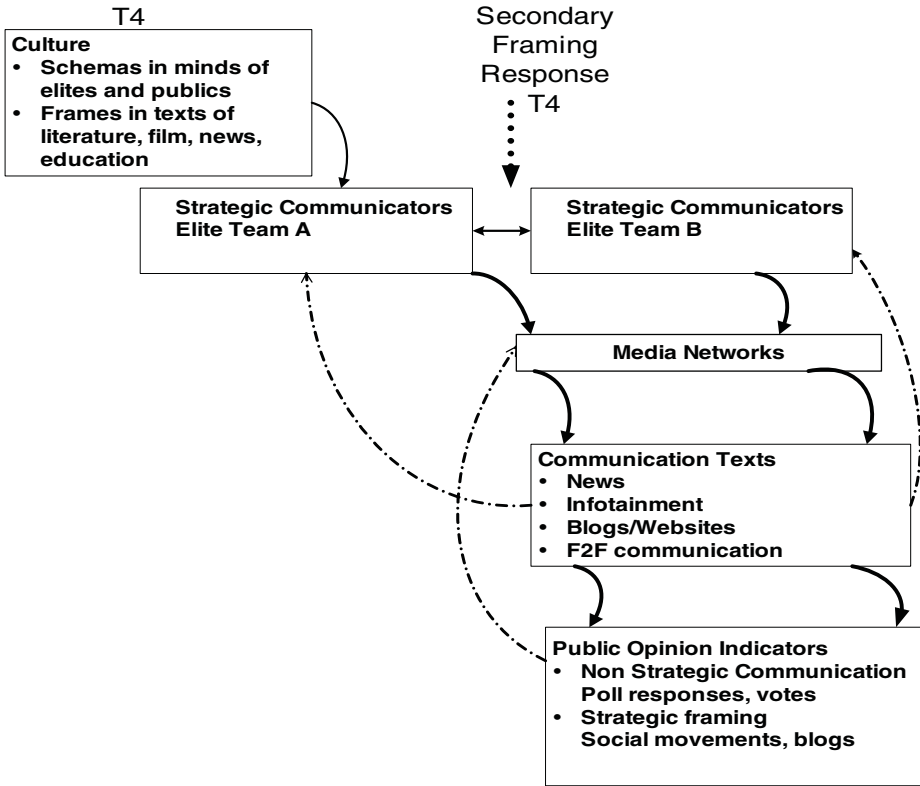 T4
Culture
• Schemas in minds of
elites and publics
• Frames in texts of
literature, film, news,
education
Secondary
Framing
Response
T4
Strategic Communicators
Elite Team A
Strategic Communicators
Elite Team B
Media Networks
Communication Texts
• News
• Infotainment
• Blogs/Websites
• F2F communication
Public Opinion Indicators
• Non Strategic Communication
Poll responses, votes
• Strategic framing
Social movements, blogs